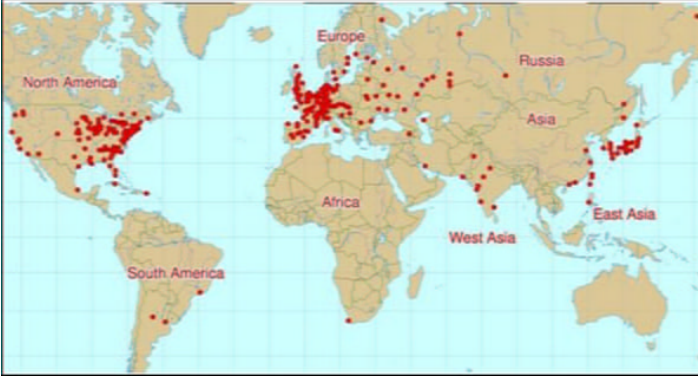 Europe
Russia
North America
Asia
Africa
East Asia
West Asia
South America